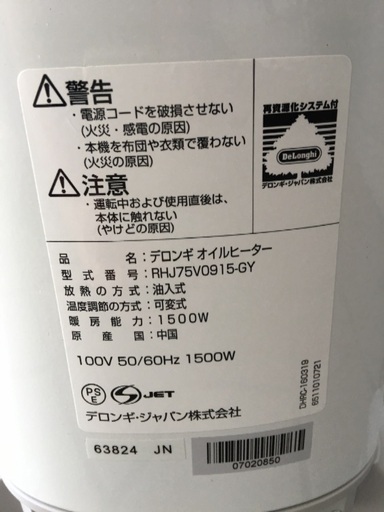 警告
・電源コードを破損させない
(火災・感電の原因)
・本機を布団や衣類で覆わない
(火災の原因)
注意
・運転中および使用直後は、
本体に触れない
(やけどの原因)
再資源化システム付
DeLonghi
デロンギ・ジャパン株式会社
品名:デロンギ オイルヒーター
型式番号:RHJ75V0915-GY
放熱の方式:油入式
温度調節の方式:可変式
暖房能力:1500W
原産国:中国
100V 50/60Hz 1500W
PS
E
JET
デロンギ・ジャパン株式会社
DHRC-160319
5511010721
63824 JN
07020850